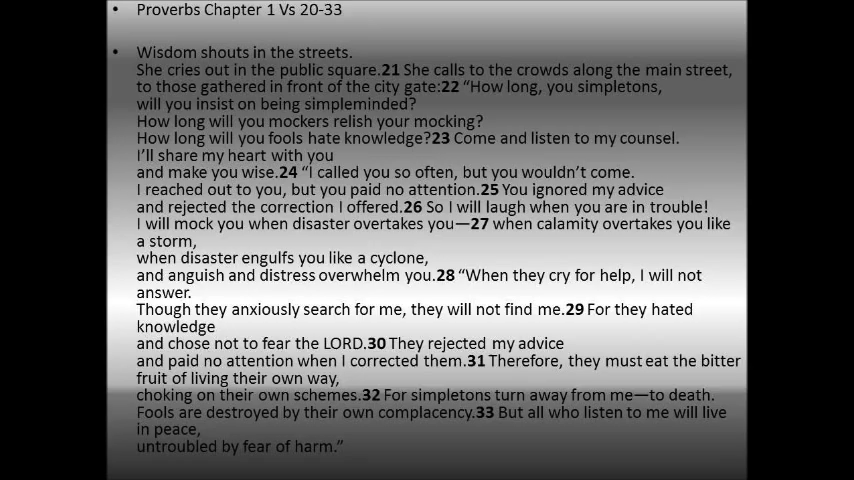 • Proverbs Chapter 1 Vs 20-33
• Wisdom shouts in the streets.
She cries out in the public square.21 She calls to the crowds along the main street,
to those gathered in front of the city gate:22 “How long, you simpletons,
will you insist on being simpleminded?
How long will you mockers relish your mocking?
How long will you fools hate knowledge?23 Come and listen to my counsel.
I’ll share my heart with you
and make you wise.24 “I called you so often, but you wouldn’t come.
I reached out to you, but you paid no attention.25 You ignored my advice
and rejected the correction I offered.26 So I will laugh when you are in trouble!
I will mock you when disaster overtakes you—27 when calamity overtakes you like
a storm,
when disaster engulfs you like a cyclone,
and anguish and distress overwhelm you.28 “When they cry for help, I will not
answer.
Though they anxiously search for me, they will not find me.29 For they hated
knowledge
and chose not to fear the LORD.30 They rejected my advice
and paid no attention when I corrected them.31 Therefore, they must eat the bitter
fruit of living their own way,
choking on their own schemes.32 For simpletons turn away from me—to death.
Fools are destroyed by their own complacency.33 But all who listen to me will live
in peace,
untroubled by fear of harm.”